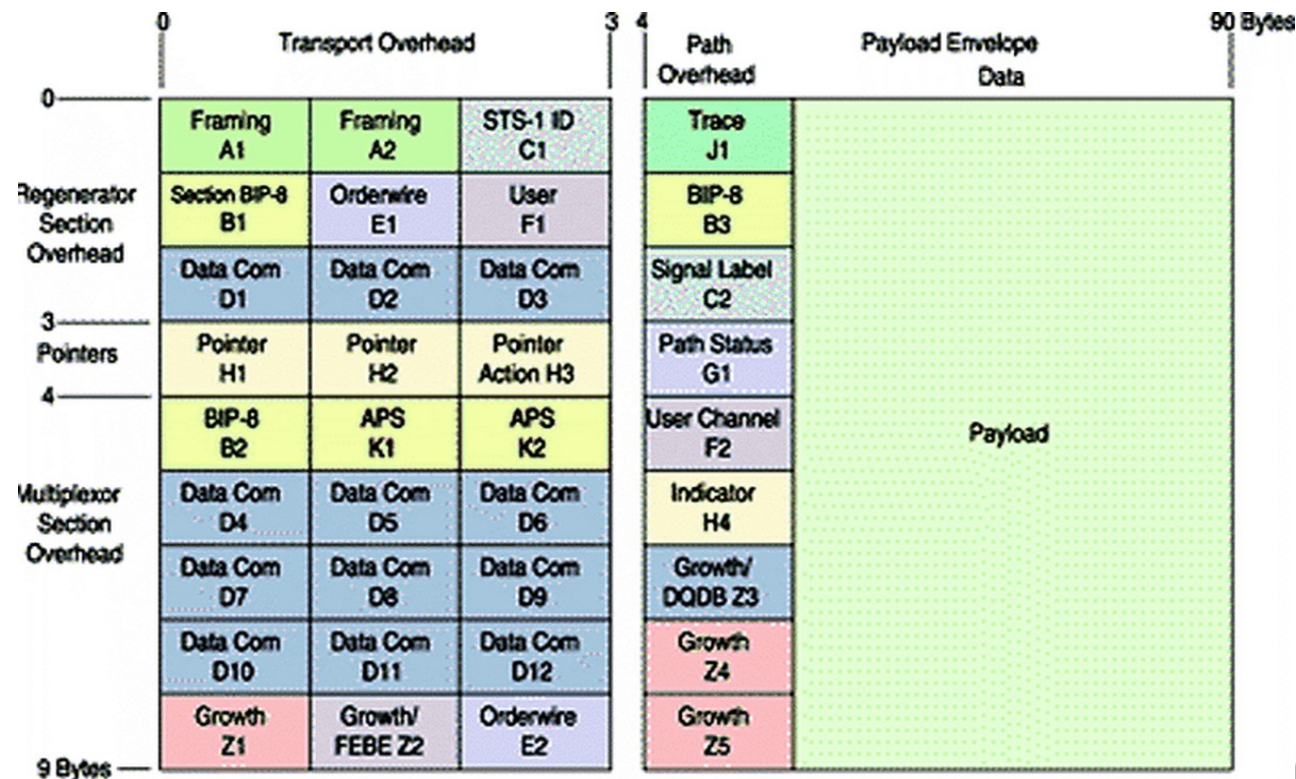 0 3 4 90 Bytes
Transport Overhead
Path
Overhead
Payload Envelope
Data
0
Regenerator
Section
Overhead
3
Pointers
4
Multiplexor
Section
Overhead
9 Bytes
Framing
A1
Framing
A2
STS-1 ID
C1
Section BIP-8
B1
Orderwire
E1
User
F1
Data Com
D1
Data Com
D2
Data Com
D3
Pointer
H1
Pointer
H2
Pointer
Action H3
BIP-8
B2
APS
K1
APS
K2
Data Com
D4
Data Com
D5
Data Com
D6
Data Com
D7
Data Com
D8
Data Com
D9
Data Com
D10
Data Com
D11
Data Com
D12
Growth
Z1
Growth/
FEBE Z2
Orderwire
E2
Trace
J1
BIP-8
B3
Signal Label
C2
Path Status
G1
User Channel
F2
Indicator
H4
Growth/
DQDB Z3
Growth
Z4
Growth
Z5
Payload